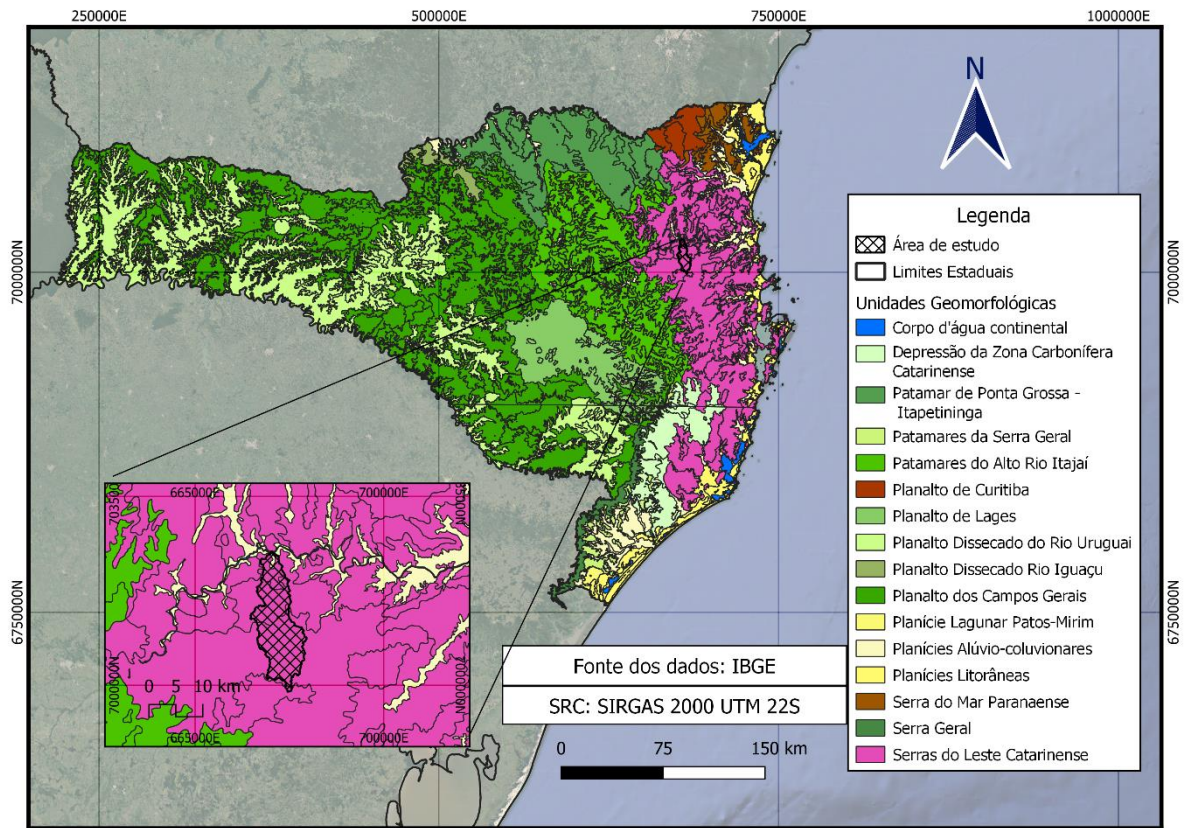 250000E
500000E
750000E
1000000E
N
7000000N
7000000N
6750000N
6750000N
Legenda
Área de estudo
Limites Estaduais
Unidades Geomorfológicas
Corpo d'água continental
Depressão da Zona Carbonífera
Catarinense
Patamar de Ponta Grossa -
Itapetininga
Patamares da Serra Geral
Patamares do Alto Rio Itajaí
Planalto de Curitiba
Planalto de Lages
Planalto Dissecado do Rio Uruguai
Planalto Dissecado Rio Iguaçu
Planalto dos Campos Gerais
Planície Lagunar Patos-Mirim
Planícies Alúvio-coluvionares
Planícies Litorâneas
Serra do Mar Paranaense
Serra Geral
Serras do Leste Catarinense
665000E
700000E
7000000N
7000000N
0 5 10 km
665000E
700000E
Fonte dos dados: IBGE
SRC: SIRGAS 2000 UTM 22S
0 75 150 km